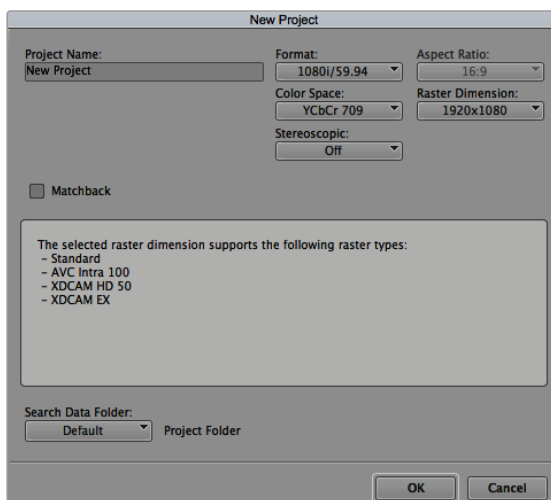 New Project
Project Name:
New Project
Format:
1080i/59.94
Aspect Ratio:
16:9
Color Space:
YCbCr 709
Raster Dimension:
1920x1080
Stereoscopic:
Off
Matchback
The selected raster dimension supports the following raster types:
– Standard
– AVC Intra 100
– XDCAM HD 50
– XDCAM EX
Search Data Folder:
Default
Project Folder
OK
Cancel